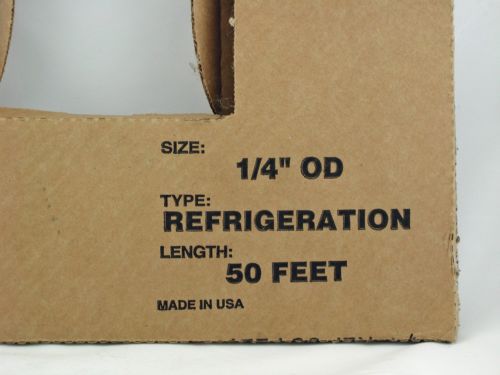 SIZE:
1/4" OD
TYPE:
REFRIGERATION
LENGTH:
50 FEET
MADE IN USA